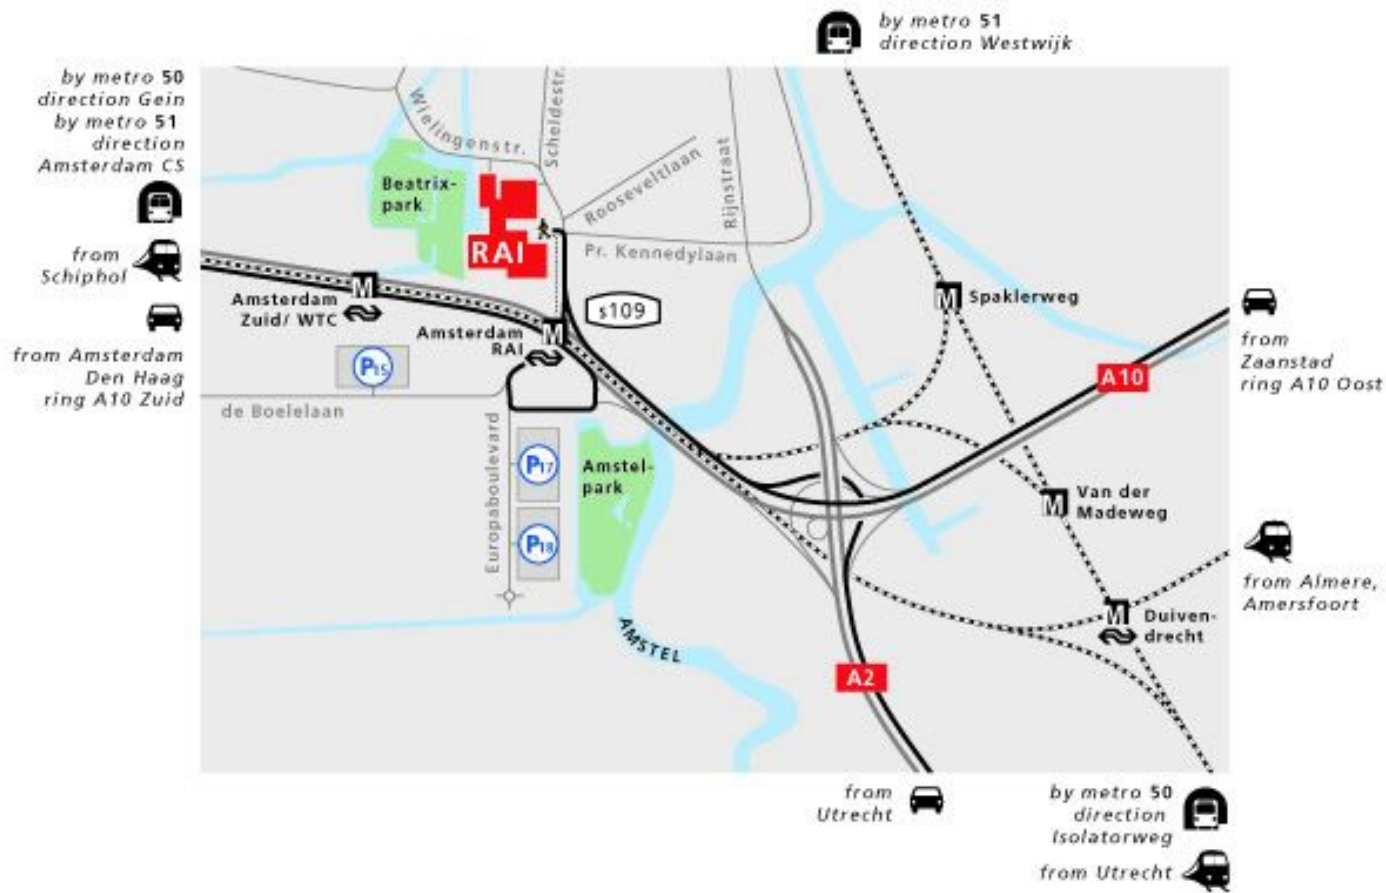 by metro 51
direction Westwijk
by metro 50
direction Gein
by metro 51
direction
Amsterdam CS
from
Schiphol
from Amsterdam
Den Haag
ring A10 Zuid
Wielingenstr.
Scheldestr.
Rooseveltlaan
Rijnstraat
Pr. Kennedylaan
Beatrix-
park
RAI
M
Amsterdam
Zuid/ WTC
M
Amsterdam
RAI
s109
M
Spaklerweg
A10
from
Zaanstad
ring A10 Oost
P15
de Boelelaan
Europaboulevard
P17
P18
Amstel-
park
M
Van der
Madeweg
from Almere,
Amersfoort
M
Duiven-
drecht
AMSTEL
A2
from
Utrecht
by metro 50
direction
Isolatorweg
from Utrecht